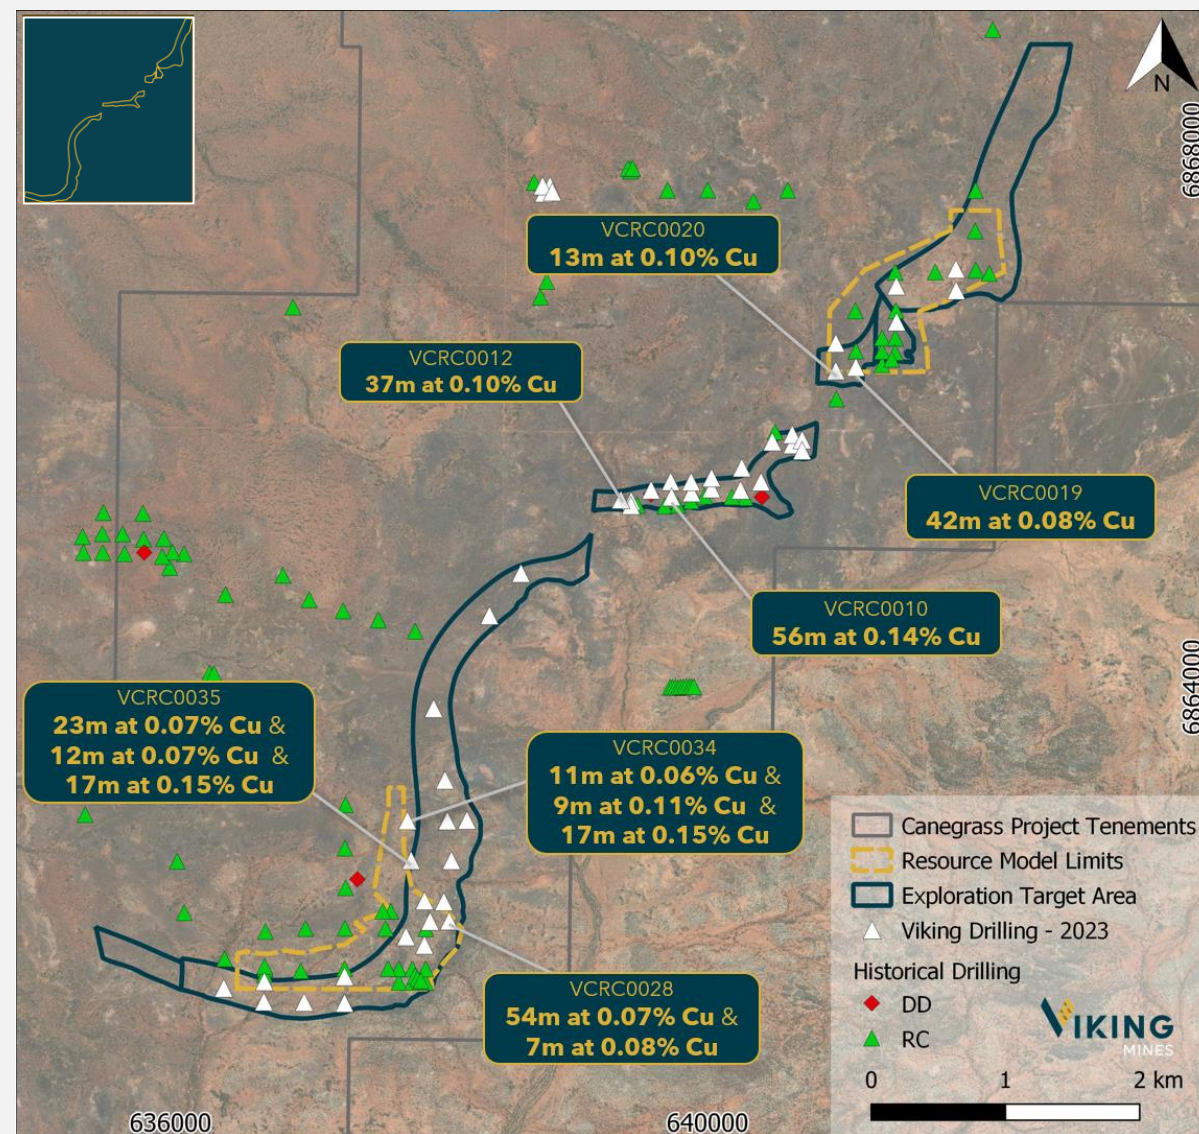 N
6868000
VCRC0020
13m at 0.10% Cu
VCRC0012
37m at 0.10% Cu
VCRC0019
42m at 0.08% Cu
VCRC0010
56m at 0.14% Cu
6864000
VCRC0035
23m at 0.07% Cu &
12m at 0.07% Cu &
17m at 0.15% Cu
VCRC0034
11m at 0.06% Cu &
9m at 0.11% Cu &
17m at 0.15% Cu
VCRC0028
54m at 0.07% Cu &
7m at 0.08% Cu
Canegrass Project Tenements
Resource Model Limits
Exploration Target Area
Viking Drilling - 2023
Historical Drilling
DD
RC
VIKING
MINES
0 1 2 km
636000
640000